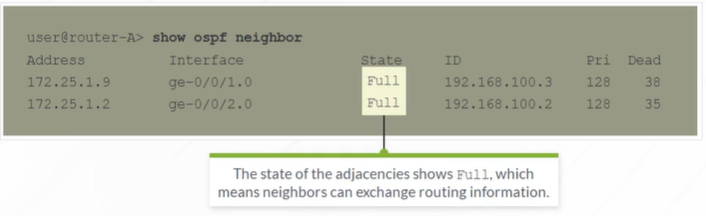 user@router-A> show ospf neighbor
Address Interface State ID Pri Dead
172.25.1.9 ge-0/0/1.0 Full 192.168.100.3 128 38
172.25.1.2 ge-0/0/2.0 Full 192.168.100.2 128 35
The state of the adjacencies shows Full, which
means neighbors can exchange routing information.